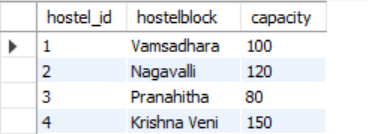 hostel_id hostelblock capacity
1 Vamsadhara 100
2 Nagavalli 120
3 Pranahitha 80
4 Krishna Veni 150